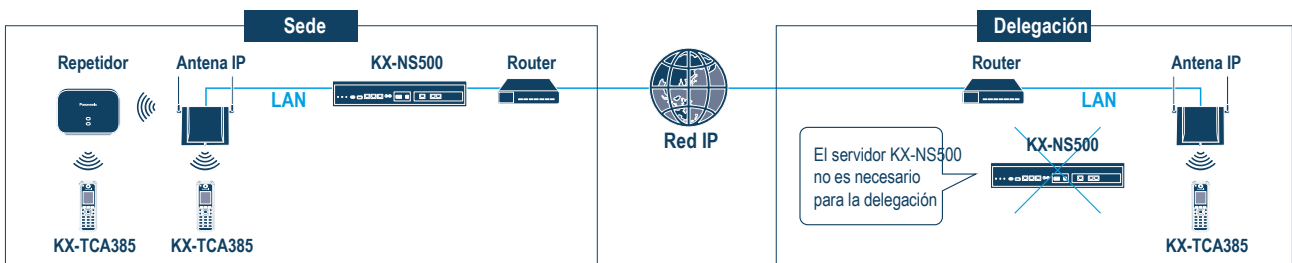 Sede
Repetidor
Antena IP
KX-NS500
Router
LAN
Panasonic
KX-TCA385
KX-TCA385
Red IP
Delegación
Router
Antena IP
LAN
El servidor KX-NS500
no es necesario
para la delegación
KX-NS500
KX-TCA385